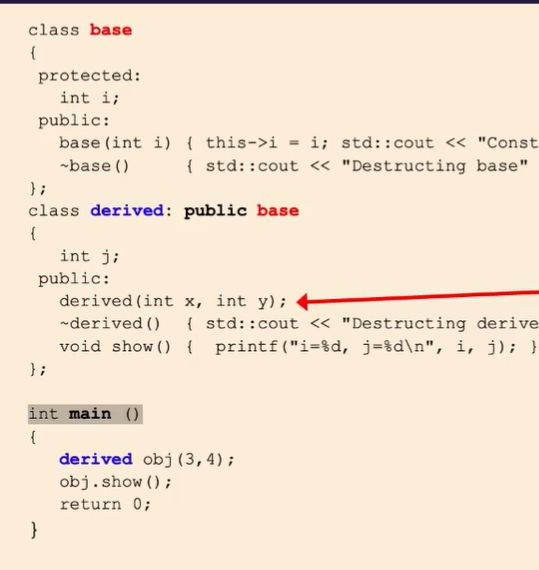 class base
{
 protected:
   int i;
 public:
   base(int i) { this->i = i; std::cout << "Const
   ~base()     { std::cout << "Destructing base"
};
class derived: public base
{
   int j;
 public:
   derived(int x, int y);
   ~derived()  { std::cout << "Destructing derive
   void show() {  printf("i=%d, j=%d\n", i, j); }
};
int main ()
{
   derived obj(3,4);
   obj.show();
   return 0;
}